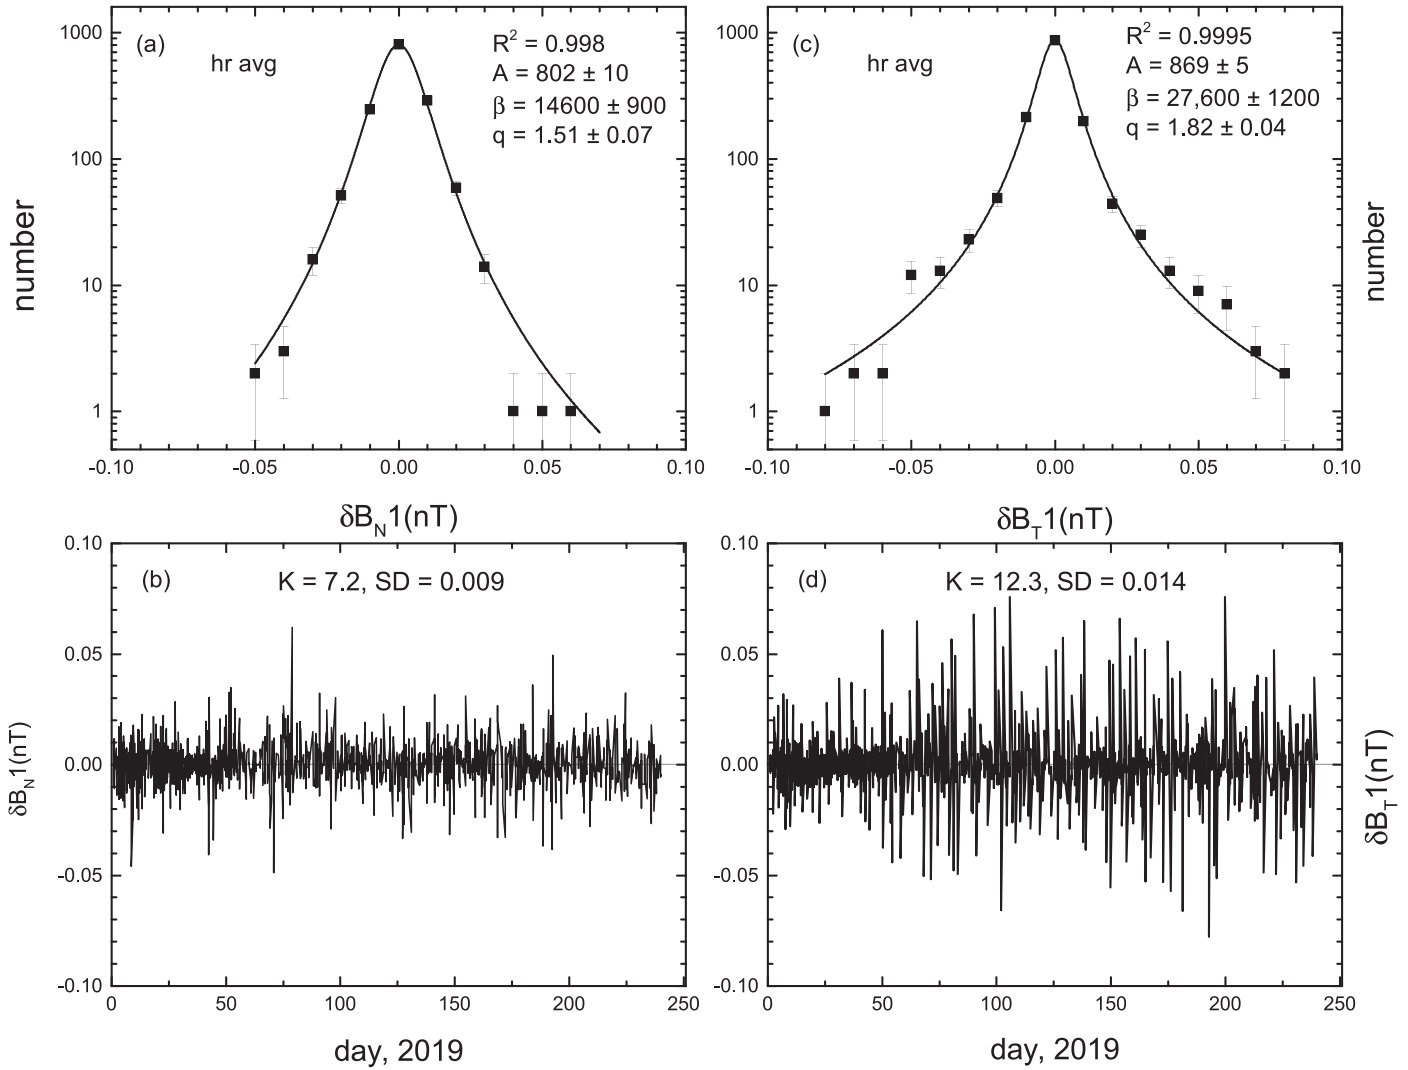 (a)
hr avg
R² = 0.998
A = 802 ± 10
β = 14600 ± 900
q = 1.51 ± 0.07
number
1000
100
10
1
-0.10
-0.05
0.00
0.05
0.10
δB_N1(nT)
(c)
hr avg
R² = 0.9995
A = 869 ± 5
β = 27,600 ± 1200
q = 1.82 ± 0.04
number
1000
100
10
1
-0.10
-0.05
0.00
0.05
0.10
δB_T1(nT)
(b)
K = 7.2, SD = 0.009
δB_N1(nT)
0.10
0.05
0.00
-0.05
-0.10
0
50
100
150
200
250
day, 2019
(d)
K = 12.3, SD = 0.014
δB_T1(nT)
0.10
0.05
0.00
-0.05
-0.10
0
50
100
150
200
250
day, 2019